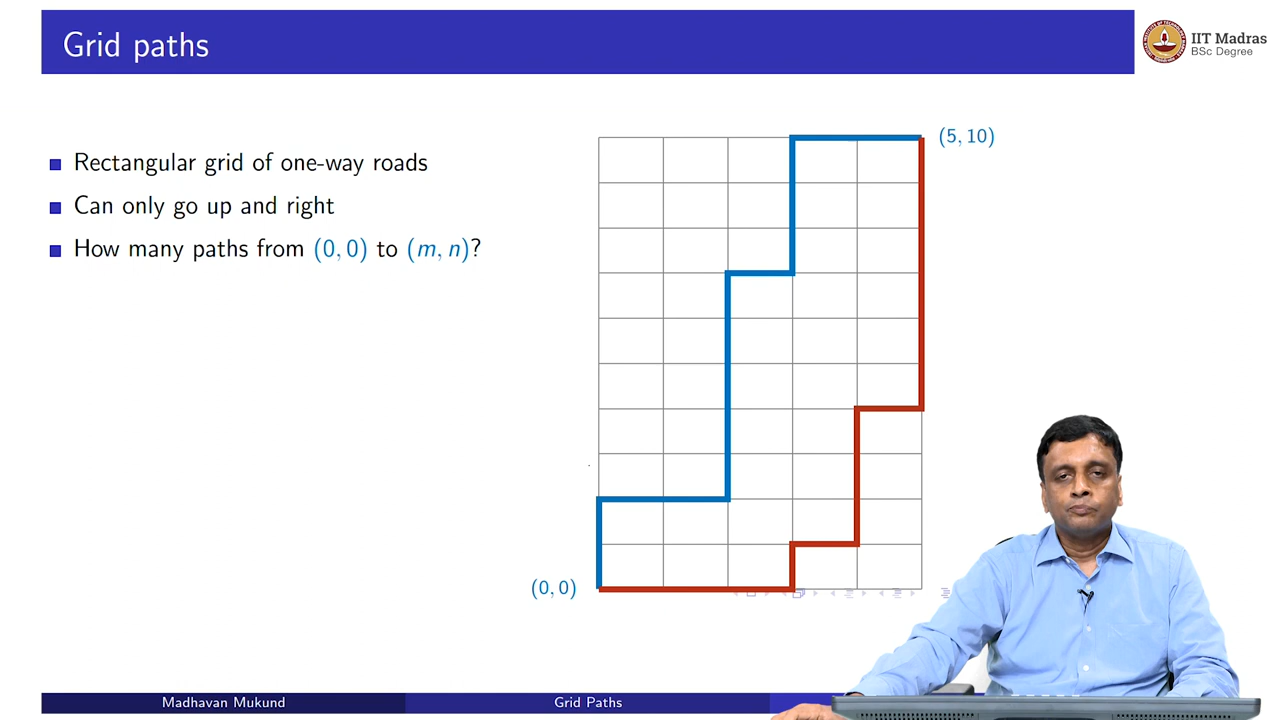 Grid paths
IIT Madras
BSc Degree
Rectangular grid of one-way roads
Can only go up and right
How many paths from (0, 0) to (m, n)?
(5, 10)
(0, 0)
Madhavan Mukund
Grid Paths